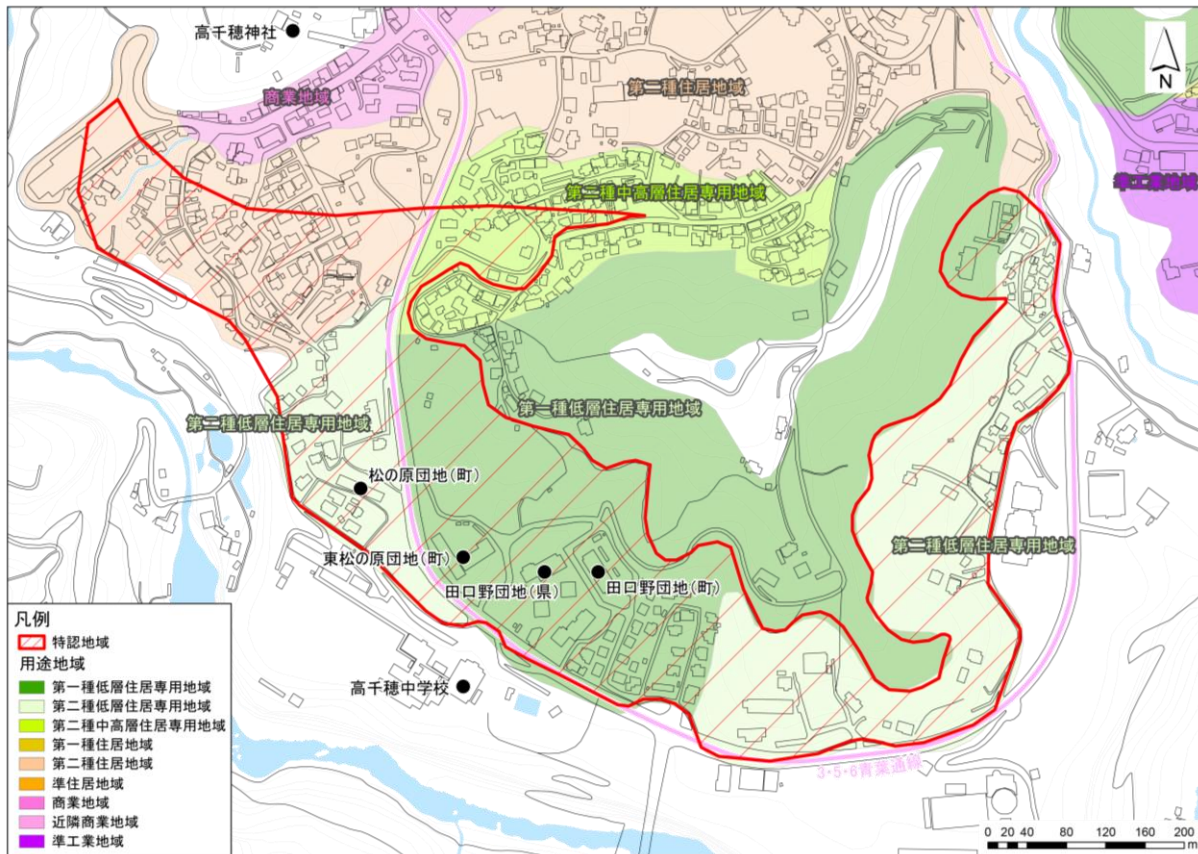 高千穂神社
商業地域
第二種住居地域
N
第二種中高層住居専用地域
準工業地域
第一種低層住居専用地域
第二種低層住居専用地域
松の原団地(町)
東松の原団地(町)
田口野団地(県)
田口野団地(町)
第二種低層住居専用地域
高千穂中学校
3・5・6青葉通線
凡例
特認地域
用途地域
第一種低層住居専用地域
第二種低層住居専用地域
第二種中高層住居専用地域
第一種住居地域
第二種住居地域
準住居地域
商業地域
近隣商業地域
準工業地域
0 20 40 80 120 160 200
m